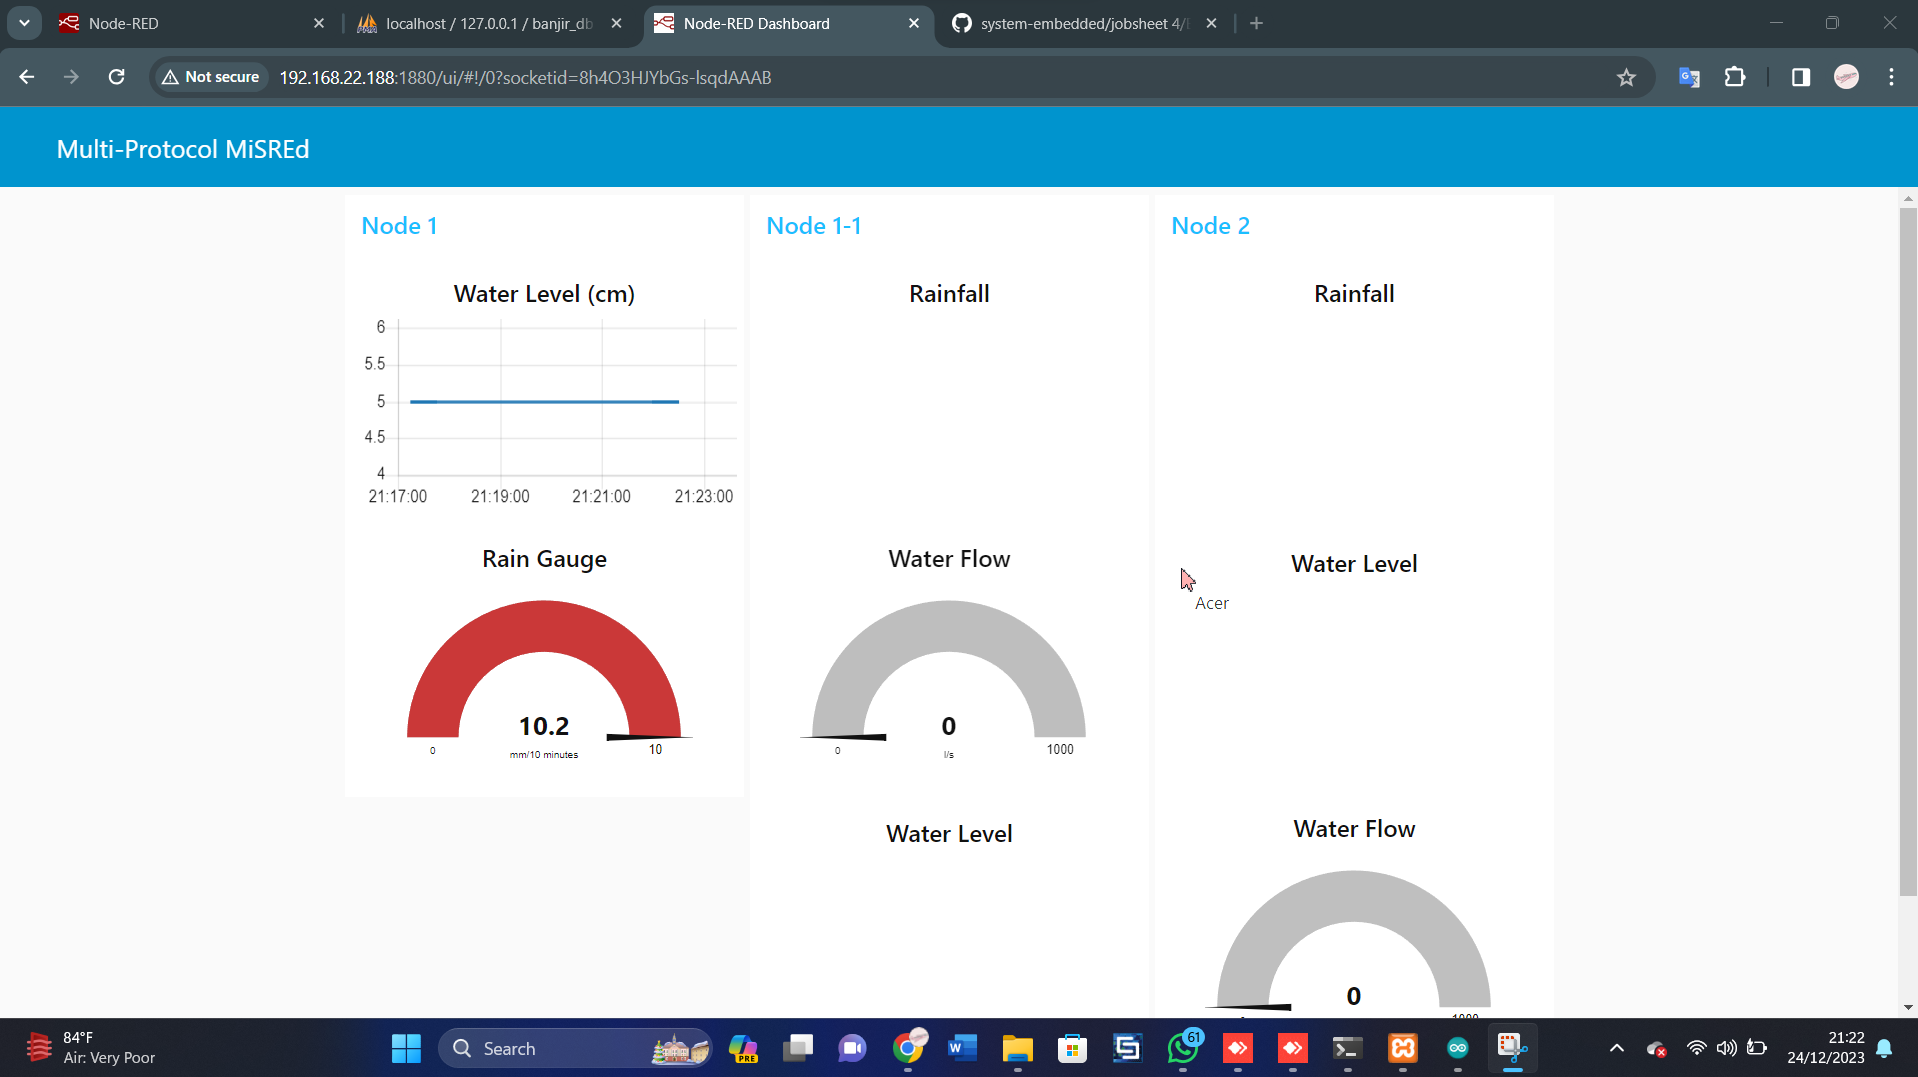 Node-RED
localhost / 127.0.0.1 / banjir_db
Node-RED Dashboard
system-embedded/jobsheet 4/
Not secure
192.168.22.188:1880/ui/#!/0?socketid=8h4O3HJYbGs-lsqdAAAB
Multi-Protocol MiSREd
Node 1
Water Level (cm)
6
5.5
5
4.5
4
21:17:00 21:19:00 21:21:00 21:23:00
Rain Gauge
10.2
mm/10 minutes
0
10
Node 1-1
Rainfall
Water Flow
0
l/s
0
1000
Water Level
Node 2
Rainfall
Water Level
Acer
Water Flow
0
84°F
Air: Very Poor
Search
PRE
W
61
21:22
24/12/2023